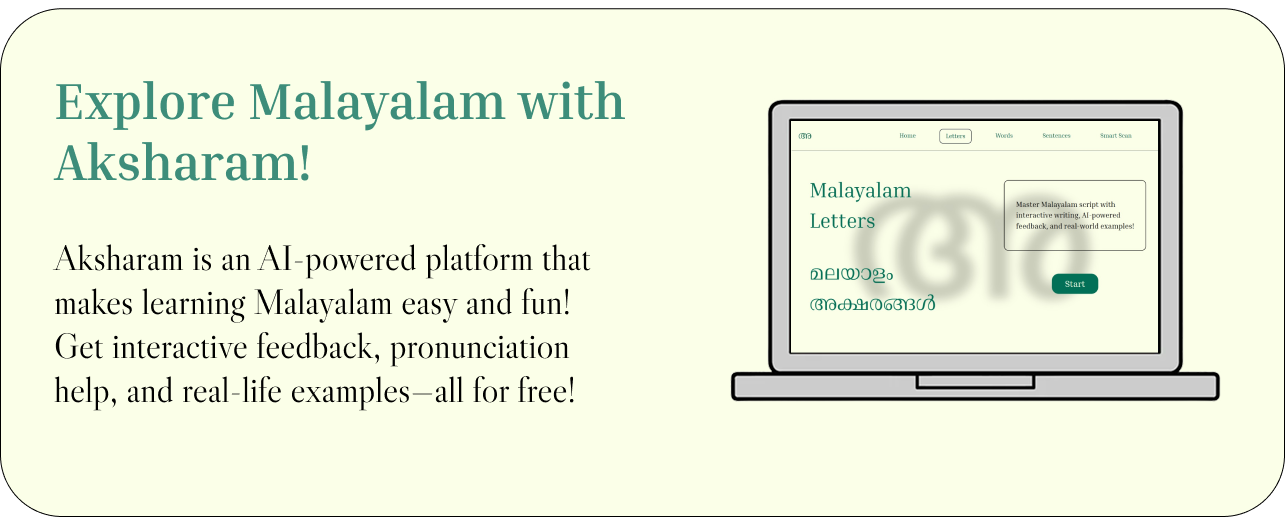 Explore Malayalam with
Aksharam!
Aksharam is an AI-powered platform that
makes learning Malayalam easy and fun!
Get interactive feedback, pronunciation
help, and real-life examples—all for free!
അ Home Letters Words Sentences Smart Scan
Malayalam
Letters
മലയാളം
അക്ഷരങ്ങൾ
അ
Master Malayalam script with
interactive writing, AI-powered
feedback, and real-world examples!
Start